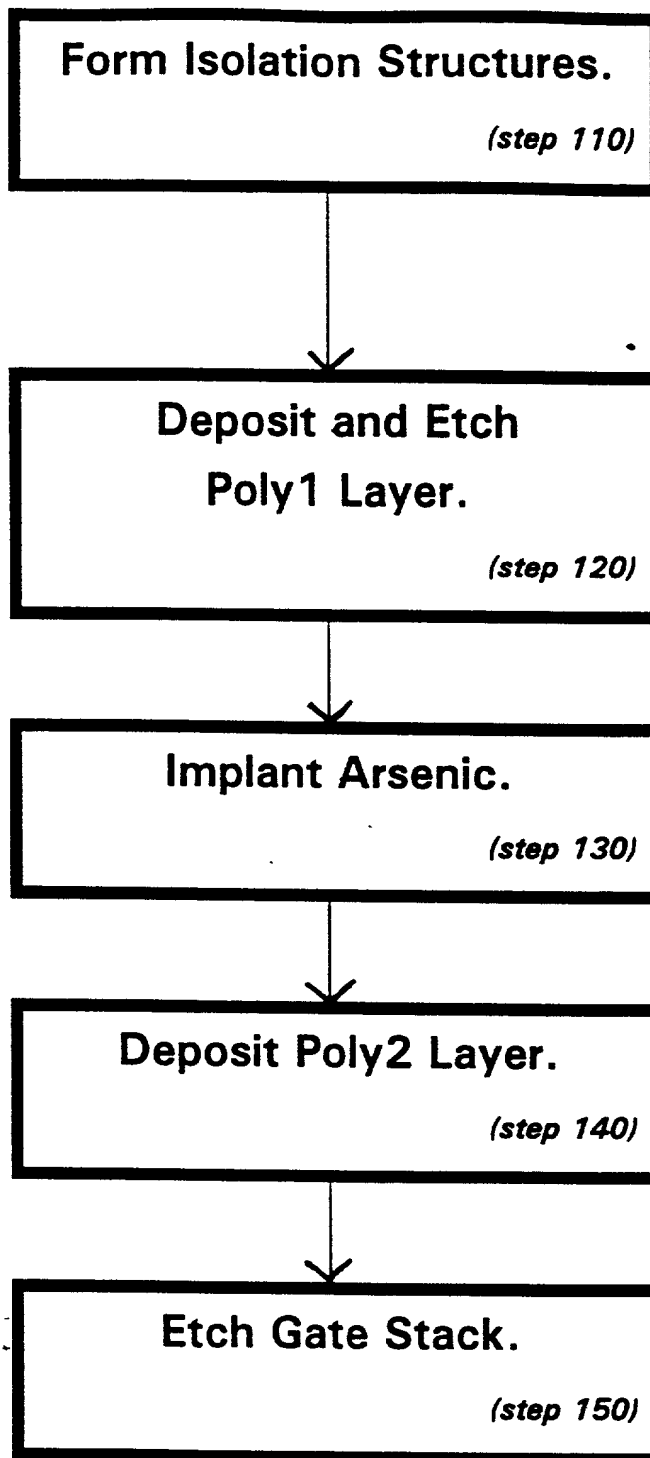 Form Isolation Structures.
(step 110)
Deposit and Etch
Poly1 Layer.
(step 120)
Implant Arsenic.
(step 130)
Deposit Poly2 Layer.
(step 140)
Etch Gate Stack.
(step 150)